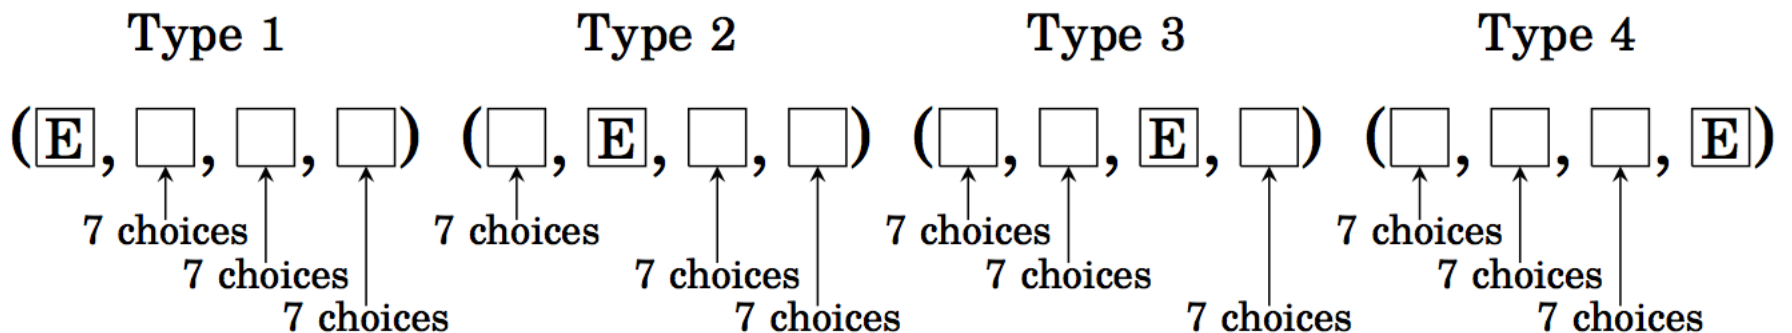 Type 1 Type 2 Type 3 Type 4
(E, , , ) ( , E, , ) ( , , E, ) ( , , , E)
7 choices 7 choices 7 choices 7 choices
7 choices 7 choices 7 choices 7 choices
7 choices 7 choices 7 choices 7 choices